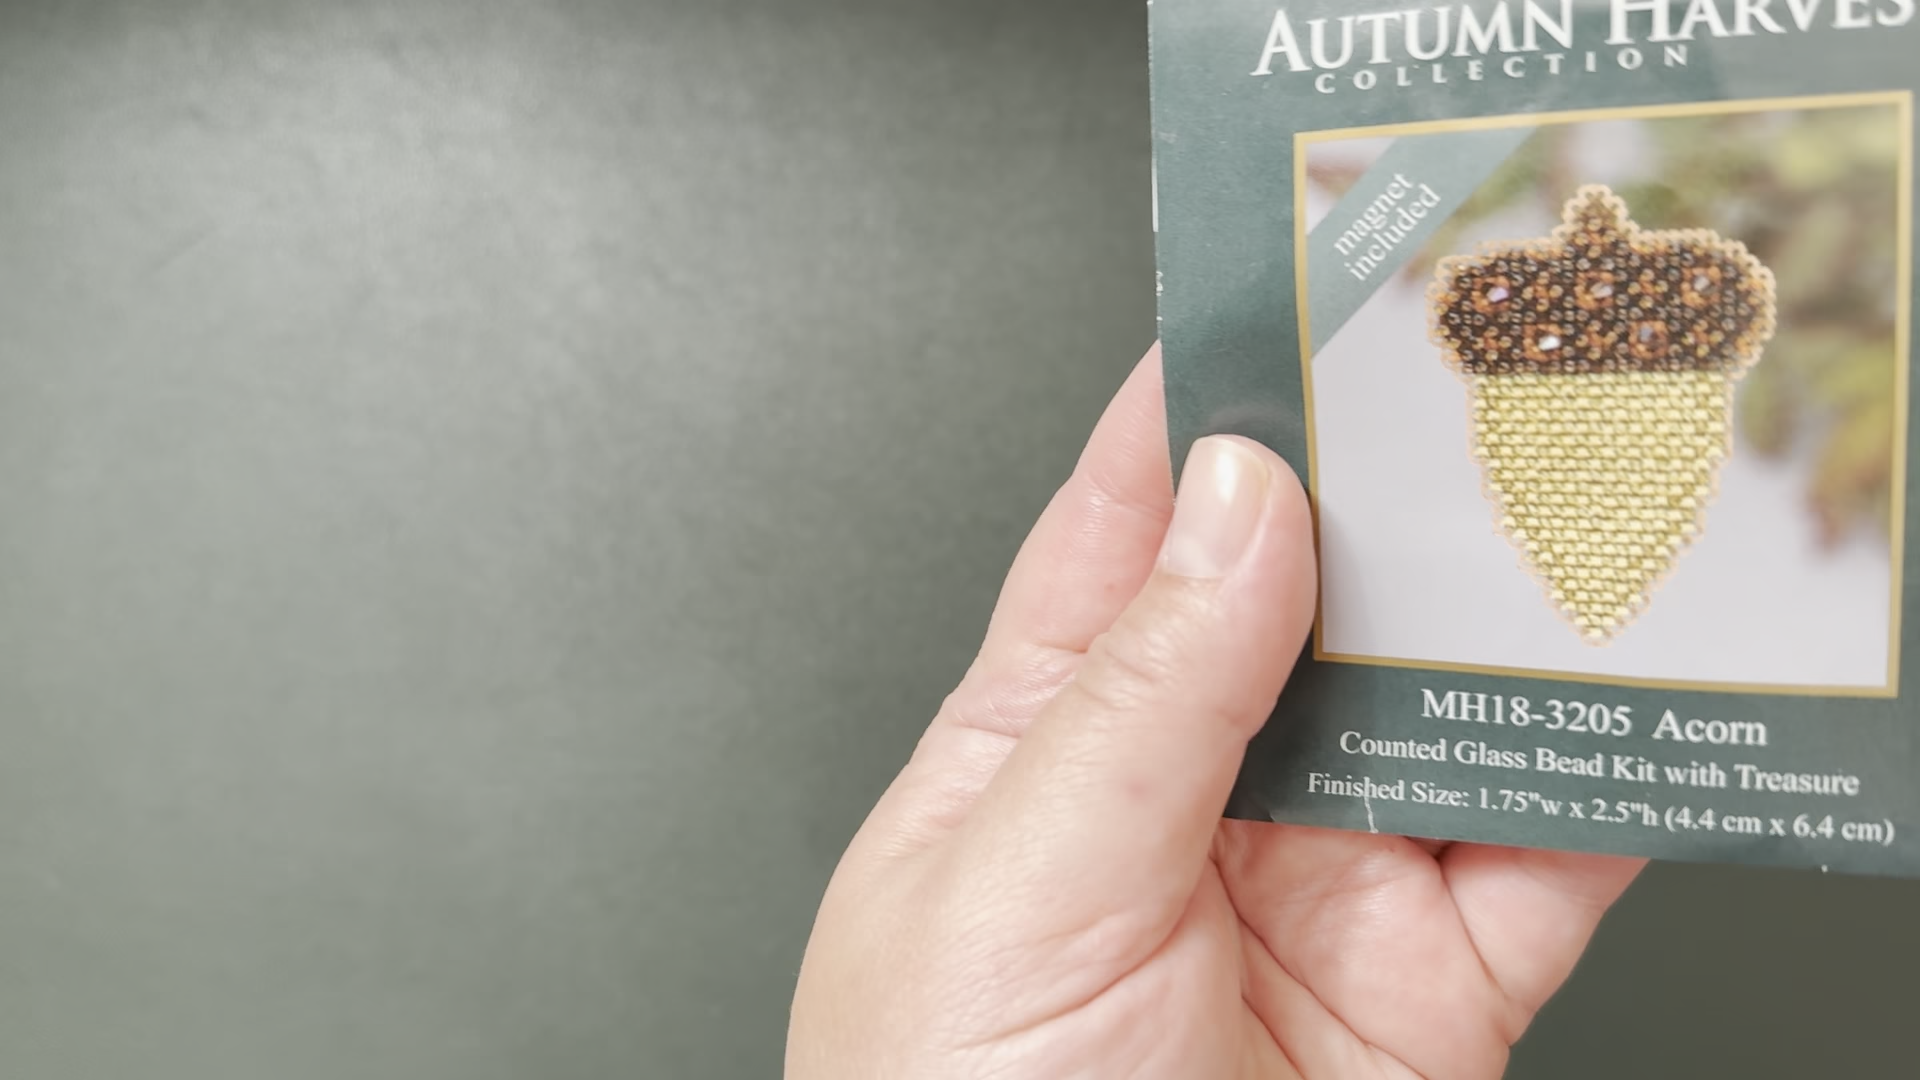 AUTUMN HARVES
COLLECTION
magnet
included
MH18-3205 Acorn
Counted Glass Bead Kit with Treasure
Finished Size: 1.75"w x 2.5"h (4.4 cm x 6.4 cm)